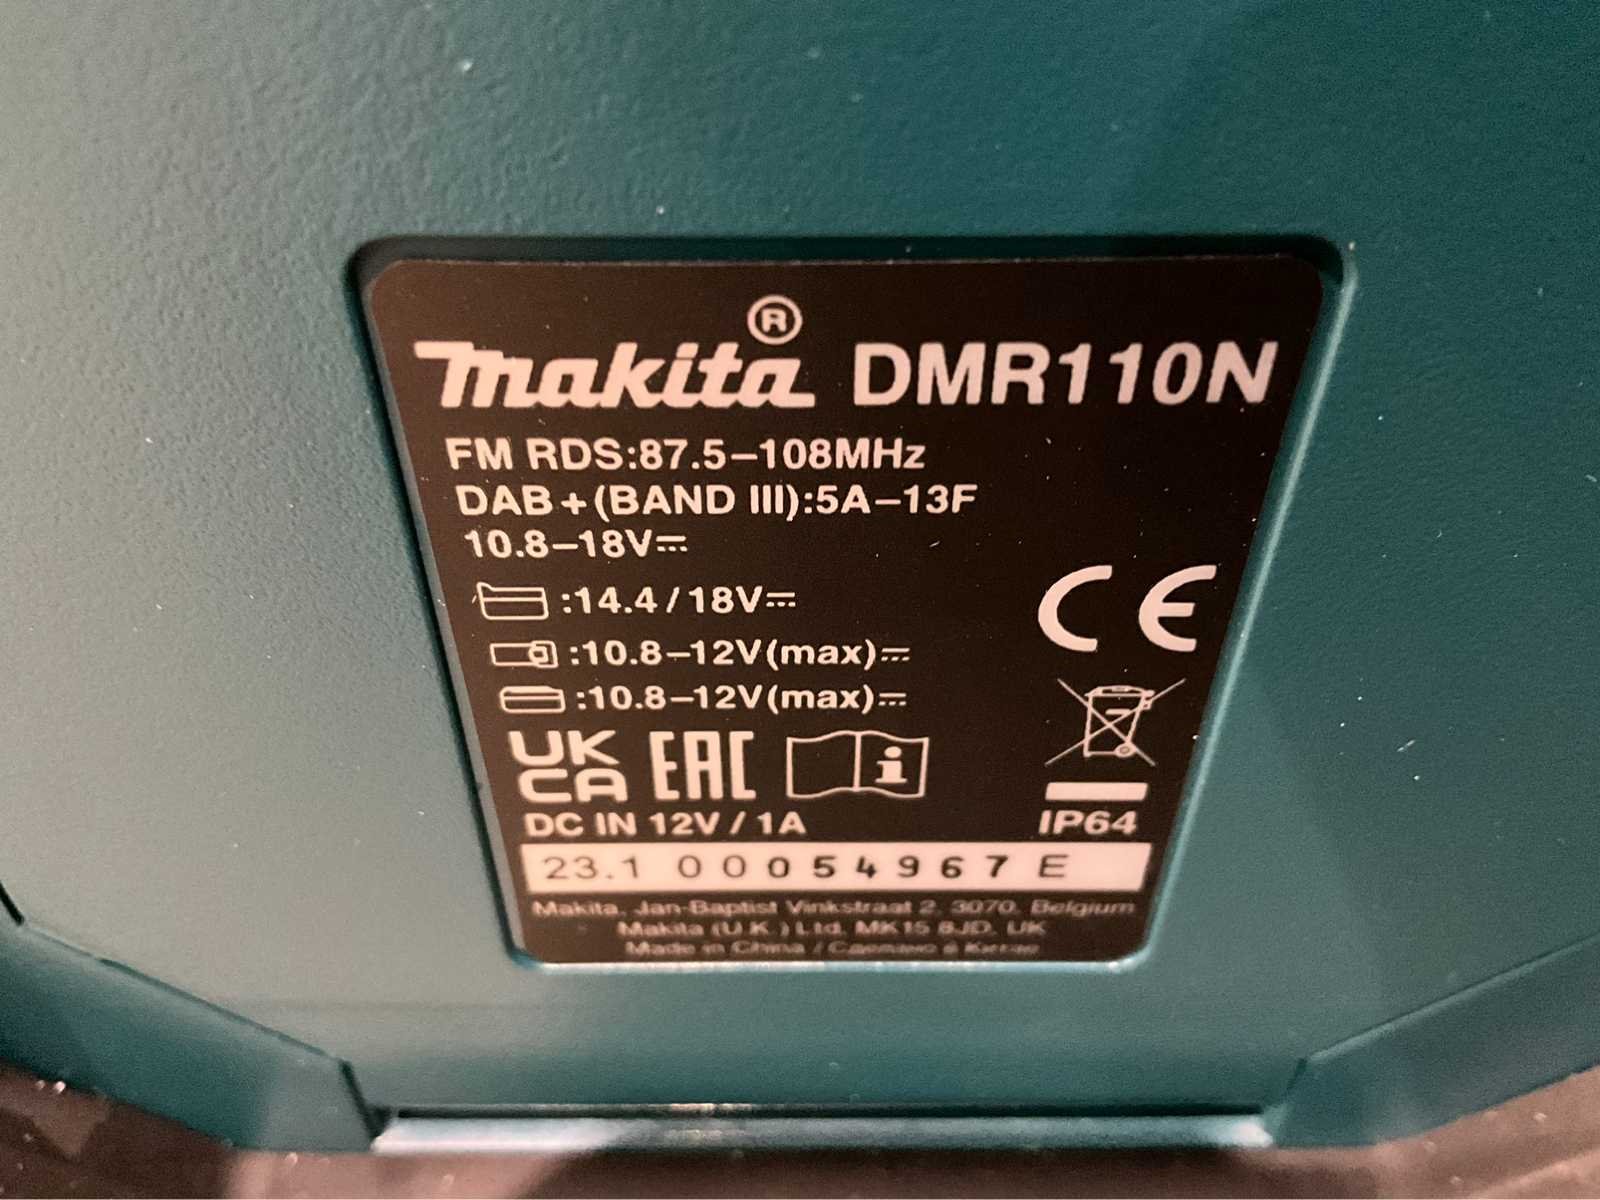 makita® DMR110N
FM RDS:87.5–108MHz
DAB+(BAND III):5A–13F
10.8–18V⎓
:14.4/18V⎓
:10.8–12V(max)⎓
:10.8–12V(max)⎓
CE
UK
CA EAC i
DC IN 12V/1A IP64
23.1 00054967 E
Makita, Jan-Baptist Vinkstraat 2, 3070, Belgium
Makita (U.K.) Ltd. MK15 8JD, UK
Made in China / Сделано в Китае